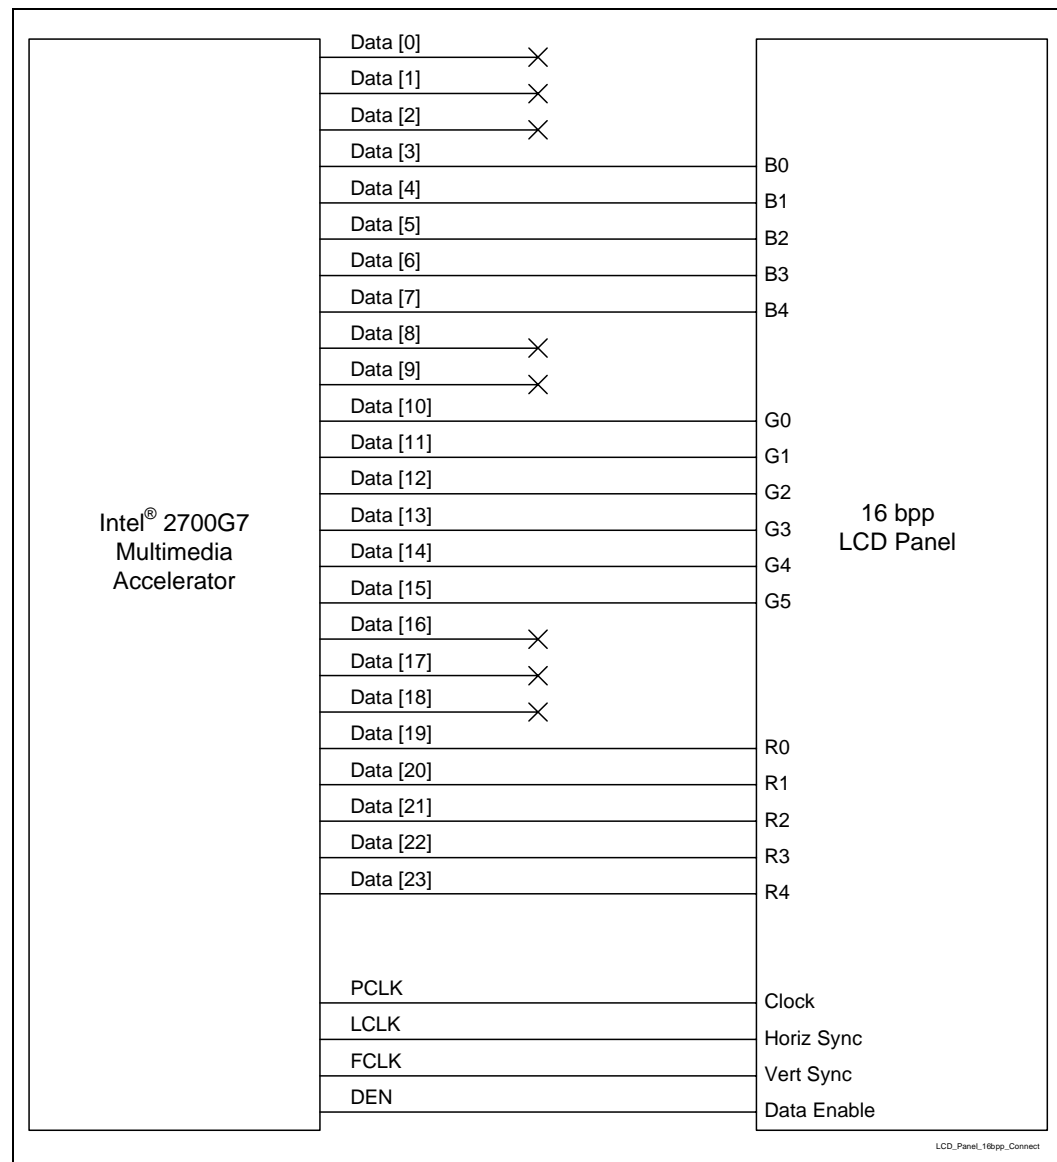 Data [0]
Data [1]
Data [2]
Data [3]
B0
Data [4]
B1
Data [5]
B2
Data [6]
B3
Data [7]
B4
Data [8]
Data [9]
Data [10]
G0
Data [11]
G1
Data [12]
G2
Data [13]
G3
Data [14]
G4
Data [15]
G5
Intel® 2700G7
Multimedia
Accelerator
16 bpp
LCD Panel
Data [16]
Data [17]
Data [18]
Data [19]
R0
Data [20]
R1
Data [21]
R2
Data [22]
R3
Data [23]
R4
PCLK
Clock
LCLK
Horiz Sync
FCLK
Vert Sync
DEN
Data Enable
LCD_Panel_16bpp_Connect